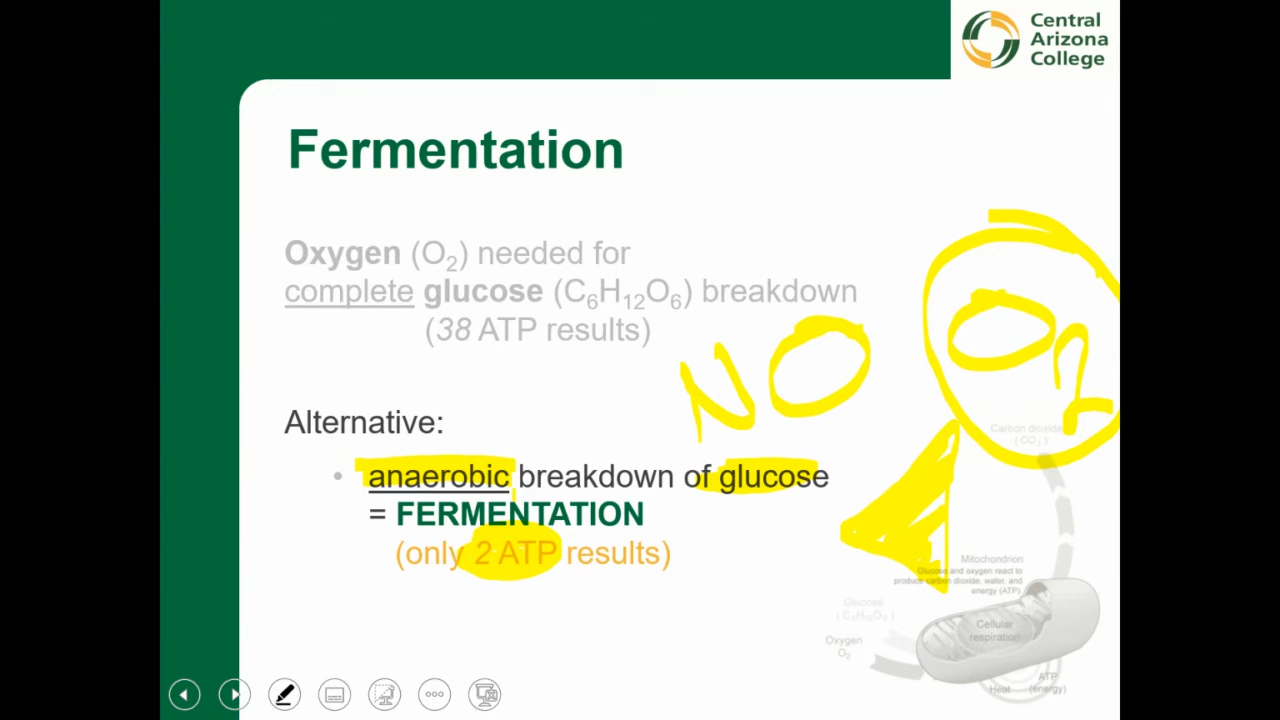 Central
Arizona
College
Fermentation
Oxygen (O2) needed for
complete glucose (C6H12O6) breakdown
(38 ATP results)
NO O2
Alternative:
Carbon dioxide
(CO2)
• anaerobic breakdown of glucose
= FERMENTATION
(only 2 ATP results)
Mitochondrion
Glucose and oxygen react to
produce carbon dioxide, water, and
energy (ATP).
Glucose
Cellular
respiration
Oxygen
O2
Heat
ATP
(energy)